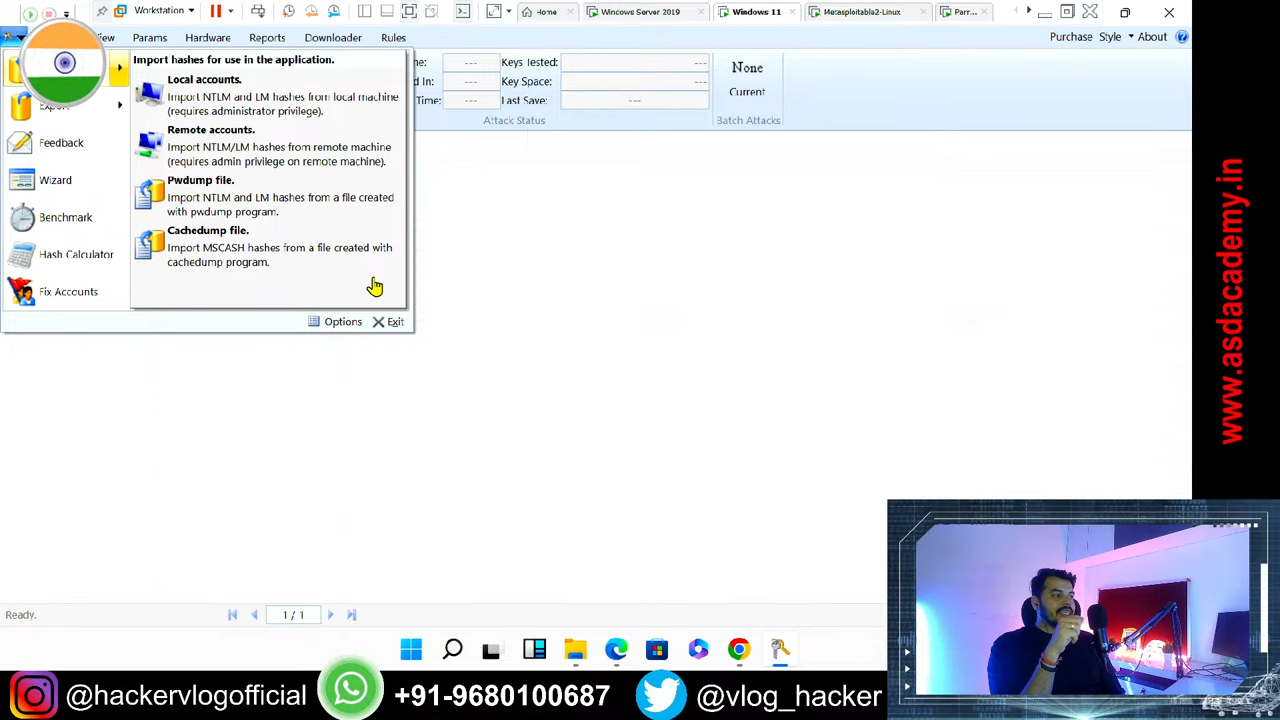 Workstation
Home
Windows Server 2019
Windows 11
Metasploitable2-Linux
Parr...
View Params Hardware Reports Downloader Rules
Purchase Style About
Import hashes for use in the application.
Local accounts.
Import NTLM and LM hashes from local machine
(requires administrator privilege).
Remote accounts.
Import NTLM/LM hashes from remote machine
(requires admin privilege on remote machine).
Pwdump file.
Import NTLM and LM hashes from a file created
with pwdump program.
Cachedump file.
Import MSCASH hashes from a file created with
cachedump program.
Export
Feedback
Wizard
Benchmark
Hash Calculator
Fix Accounts
Options Exit
--- Keys Tested: ---
d In: --- Key Space: ---
Time: --- Last Save: ---
Attack Status
None
Current
Batch Attacks
www.asdacademy.in
Ready.
1 / 1
@hackervlogofficial
+91-9680100687
@vlog_hacker